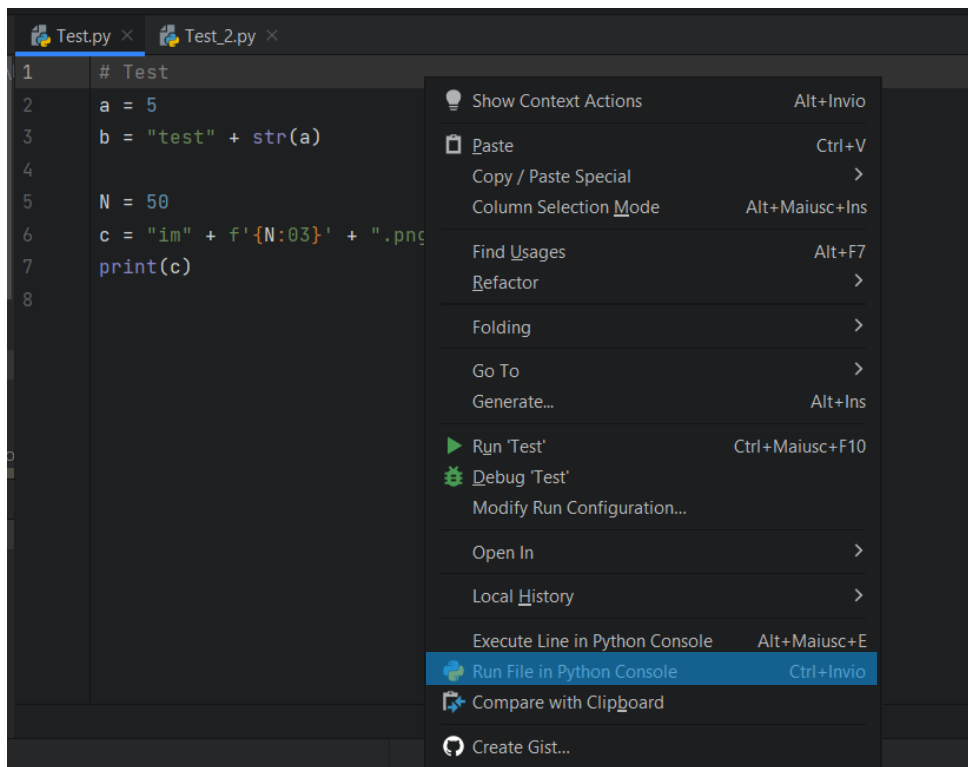 Test.py Test_2.py
1 # Test
2 a = 5
3 b = "test" + str(a)
4
5 N = 50
6 c = "im" + f'{N:03}' + ".png
7 print(c)
8
Show Context Actions Alt+Invio
Paste Ctrl+V
Copy / Paste Special
Column Selection Mode Alt+Maiusc+Ins
Find Usages Alt+F7
Refactor
Folding
Go To
Generate... Alt+Ins
Run 'Test' Ctrl+Maiusc+F10
Debug 'Test'
Modify Run Configuration...
Open In
Local History
Execute Line in Python Console Alt+Maiusc+E
Run File in Python Console Ctrl+Invio
Compare with Clipboard
Create Gist...